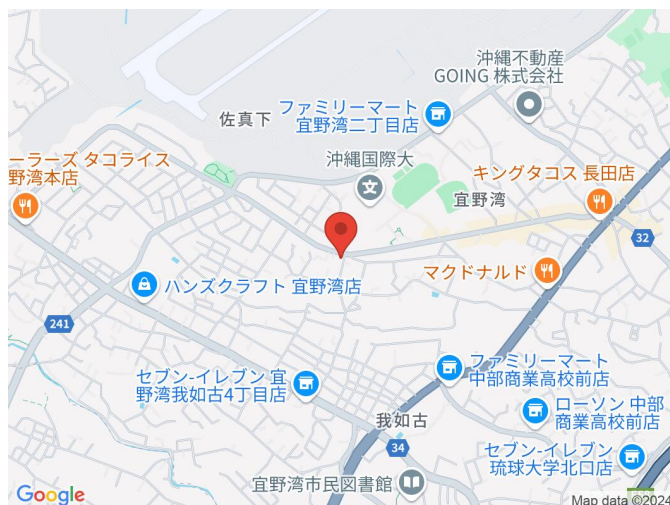 沖縄不動産
GOING 株式会社
佐真下
ファミリーマート
宜野湾二丁目店
沖縄国際大
ーラーズ タコライス
野湾本店
キングタコス 長田店
宜野湾
32
マクドナルド
ハンズクラフト 宜野湾店
241
セブン-イレブン 宜
野湾我如古4丁目店
ファミリーマート
中部商業高校前店
ローソン 中部
商業高校前店
我如古
34
セブン-イレブン
琉球大学北口店
宜野湾市民図書館
Google
Map data ©2024